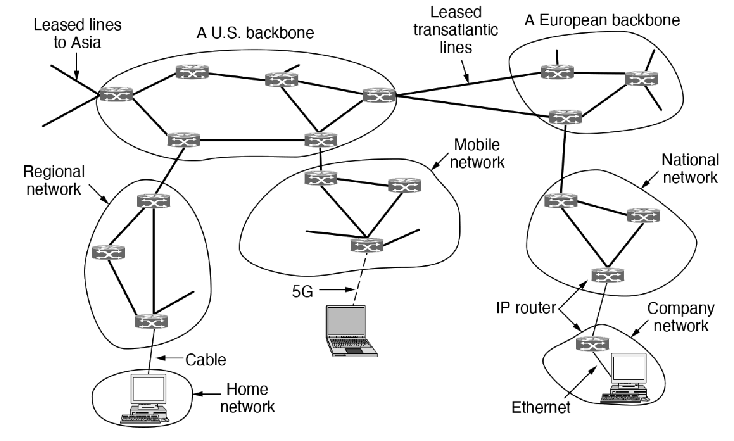 Leased lines
to Asia
A U.S. backbone
Leased
transatlantic
lines
A European backbone
Regional
network
Mobile
network
National
network
5G
IP router
Company
network
Cable
Home
network
Ethernet